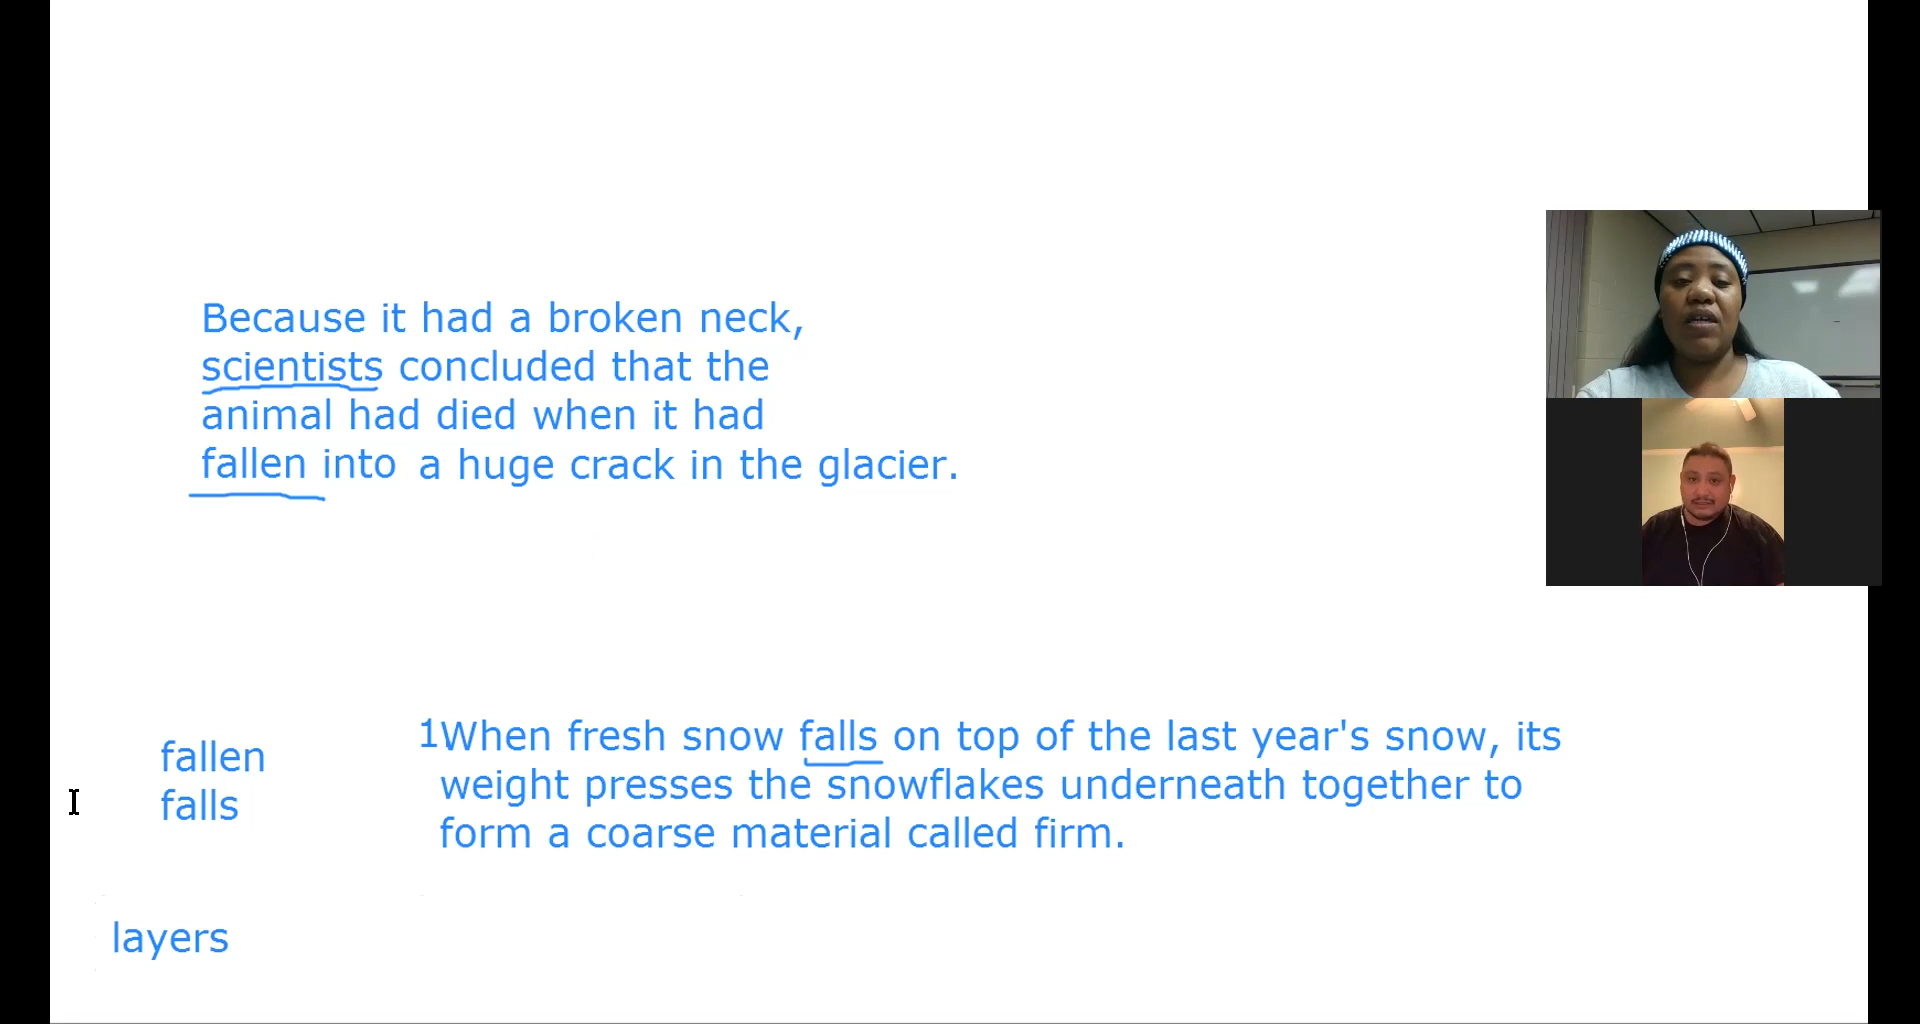 Because it had a broken neck,
scientists concluded that the
animal had died when it had
fallen into a huge crack in the glacier.
fallen
falls
1When fresh snow falls on top of the last year's snow, its
weight presses the snowflakes underneath together to
form a coarse material called firm.
layers